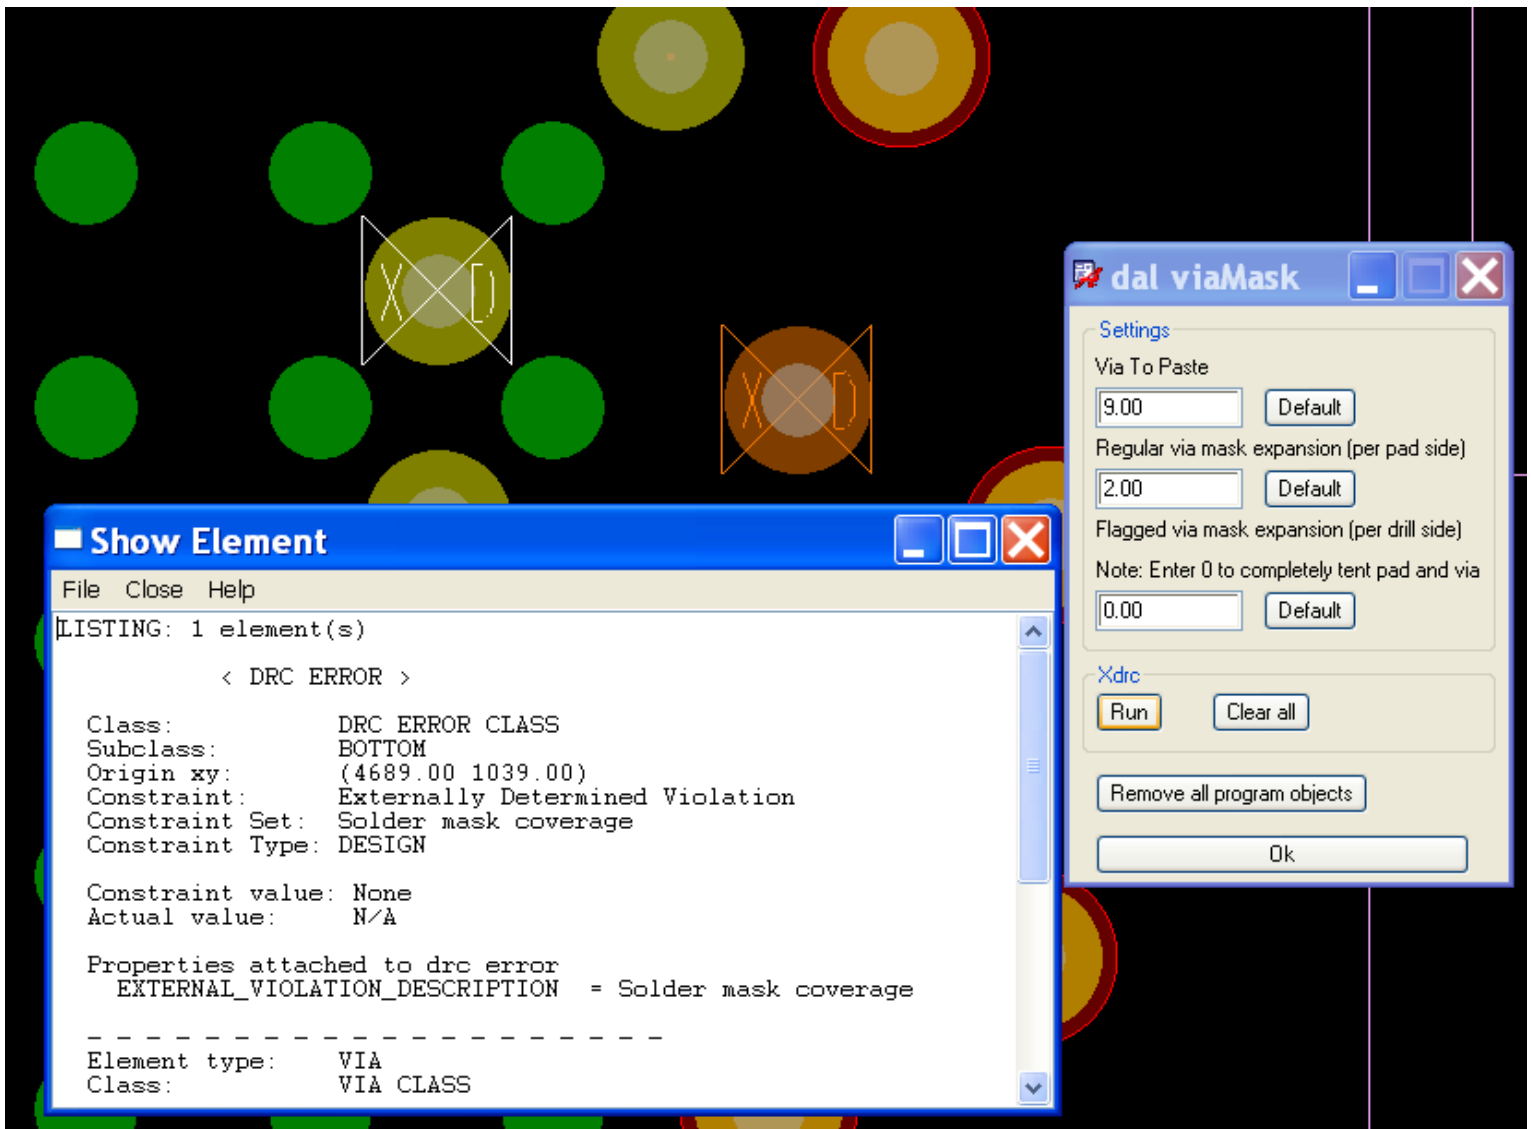 X D
X D
dal viaMask
Settings
Via To Paste
9.00 Default
Regular via mask expansion (per pad side)
2.00 Default
Flagged via mask expansion (per drill side)
Note: Enter 0 to completely tent pad and via
0.00 Default
Xdrc
Run Clear all
Remove all program objects
Ok
Show Element
File Close Help
LISTING: 1 element(s)
< DRC ERROR >
Class: DRC ERROR CLASS
Subclass: BOTTOM
Origin xy: (4689.00 1039.00)
Constraint: Externally Determined Violation
Constraint Set: Solder mask coverage
Constraint Type: DESIGN
Constraint value: None
Actual value: N/A
Properties attached to drc error
EXTERNAL_VIOLATION_DESCRIPTION = Solder mask coverage
_ _ _ _ _ _ _ _ _ _ _ _ _ _ _ _ _ _ _ _
Element type: VIA
Class: VIA CLASS